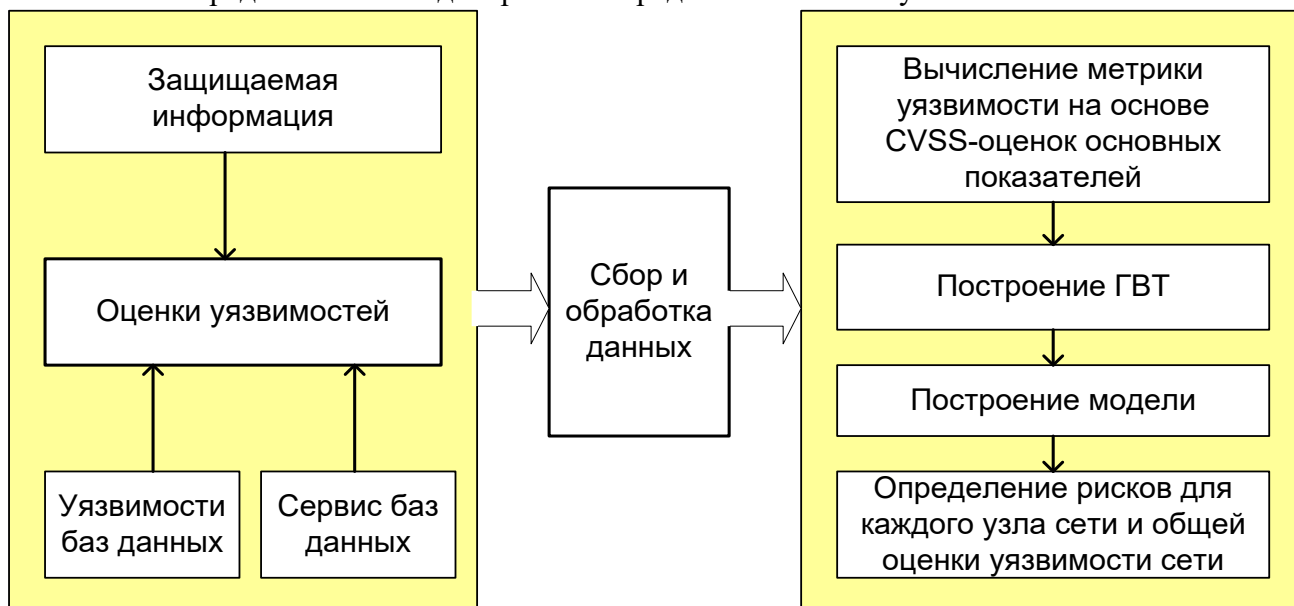 Защищаемая
информация
Оценки уязвимостей
Уязвимости
баз данных
Сервис баз
данных
Сбор и
обработка
данных
Вычисление метрики
уязвимости на основе
CVSS-оценок основных
показателей
Построение ГВТ
Построение модели
Определение рисков для
каждого узла сети и общей
оценки уязвимости сети